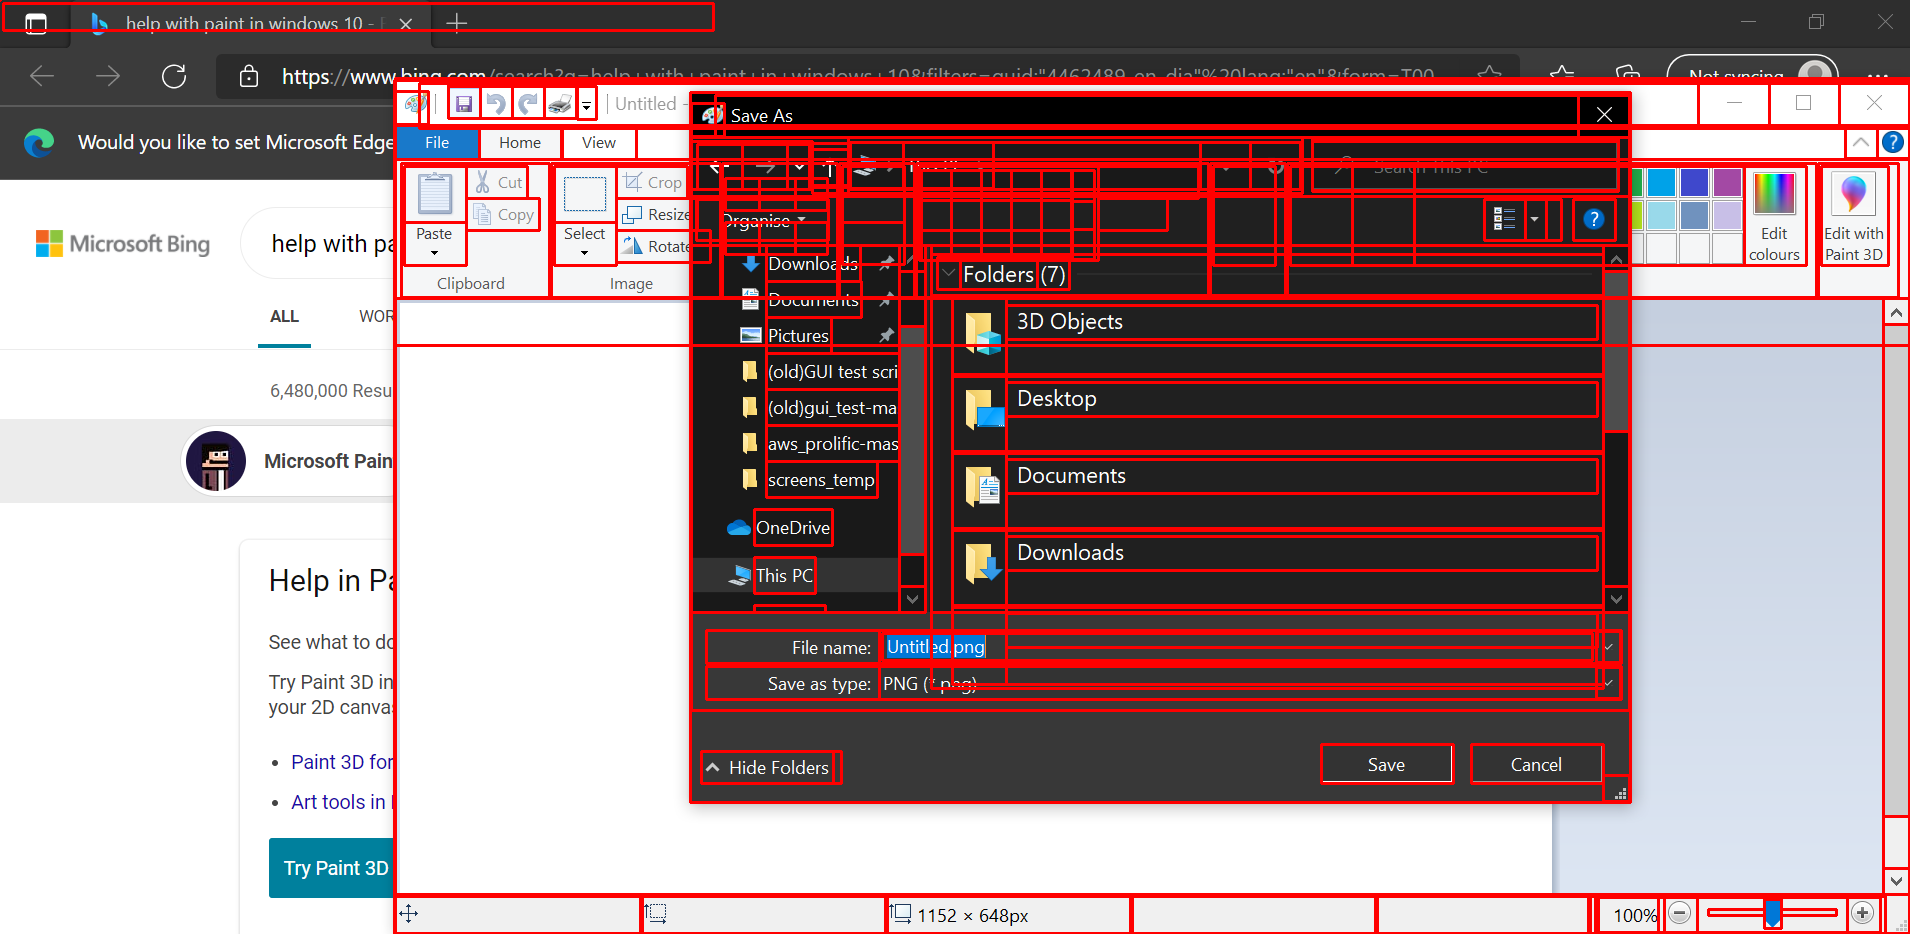 help with paint in windows 10 -
https://www.bing.com/search?q=help+with+paint+in+windows+10&filters=guid:"4462489-en-dia"%20lang:"en"&form=T00
Not syncing
Would you like to set Microsoft Edge
Microsoft Bing
help with pa
ALL
WOR
6,480,000 Resu
Microsoft Pain
Help in Pa
See what to do
Try Paint 3D in
your 2D canvas
Paint 3D for
Art tools in
Try Paint 3D
Untitled -
File
Home
View
Paste
Cut
Copy
Clipboard
Select
Crop
Resize
Rotate
Image
Edit
colours
Edit with
Paint 3D
Save As
Search This PC
Organise
Downloads
Documents
Pictures
(old)GUI test scri
(old)gui_test-ma
aws_prolific-mas
screens_temp
OneDrive
This PC
Folders (7)
3D Objects
Desktop
Documents
Downloads
File name:
Untitled.png
Save as type:
PNG (*.png)
Hide Folders
Save
Cancel
1152 × 648px
100%